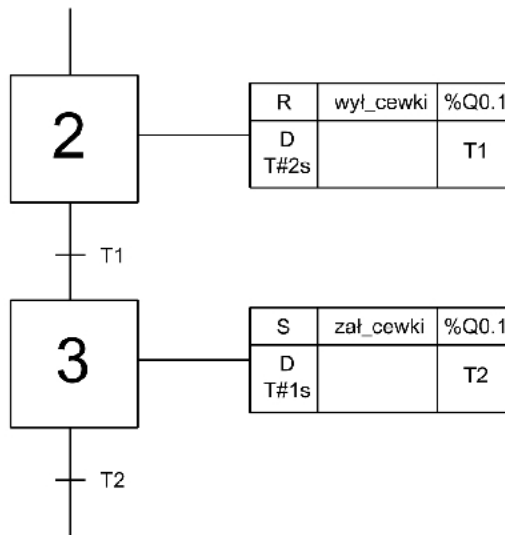 2
R wył_cewki %Q0.1
D
T#2s
T1
T1
3
S zał_cewki %Q0.1
D
T#1s
T2
T2